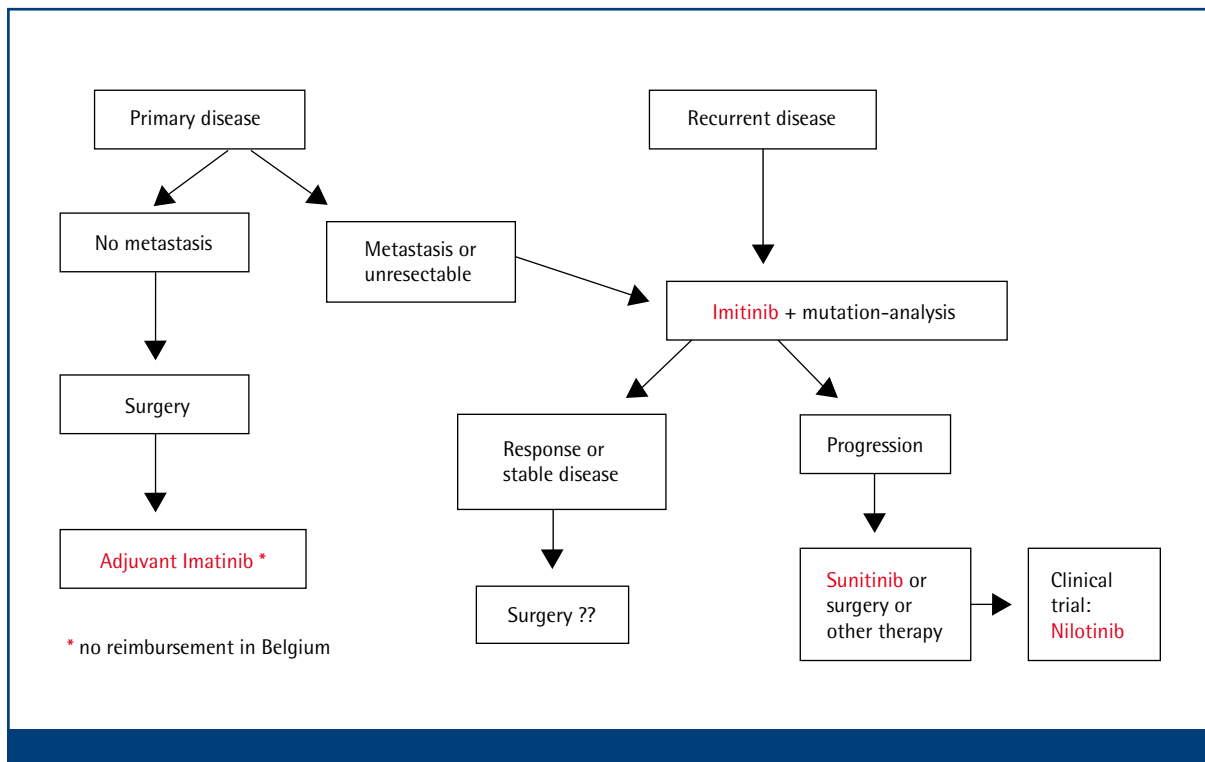 Primary disease
Recurrent disease
No metastasis
Metastasis or
unresectable
Imitinib + mutation-analysis
Surgery
Response or
stable disease
Progression
Adjuvant Imatinib *
Surgery ??
Sunitinib or
surgery or
other therapy
Clinical
trial:
Nilotinib
* no reimbursement in Belgium